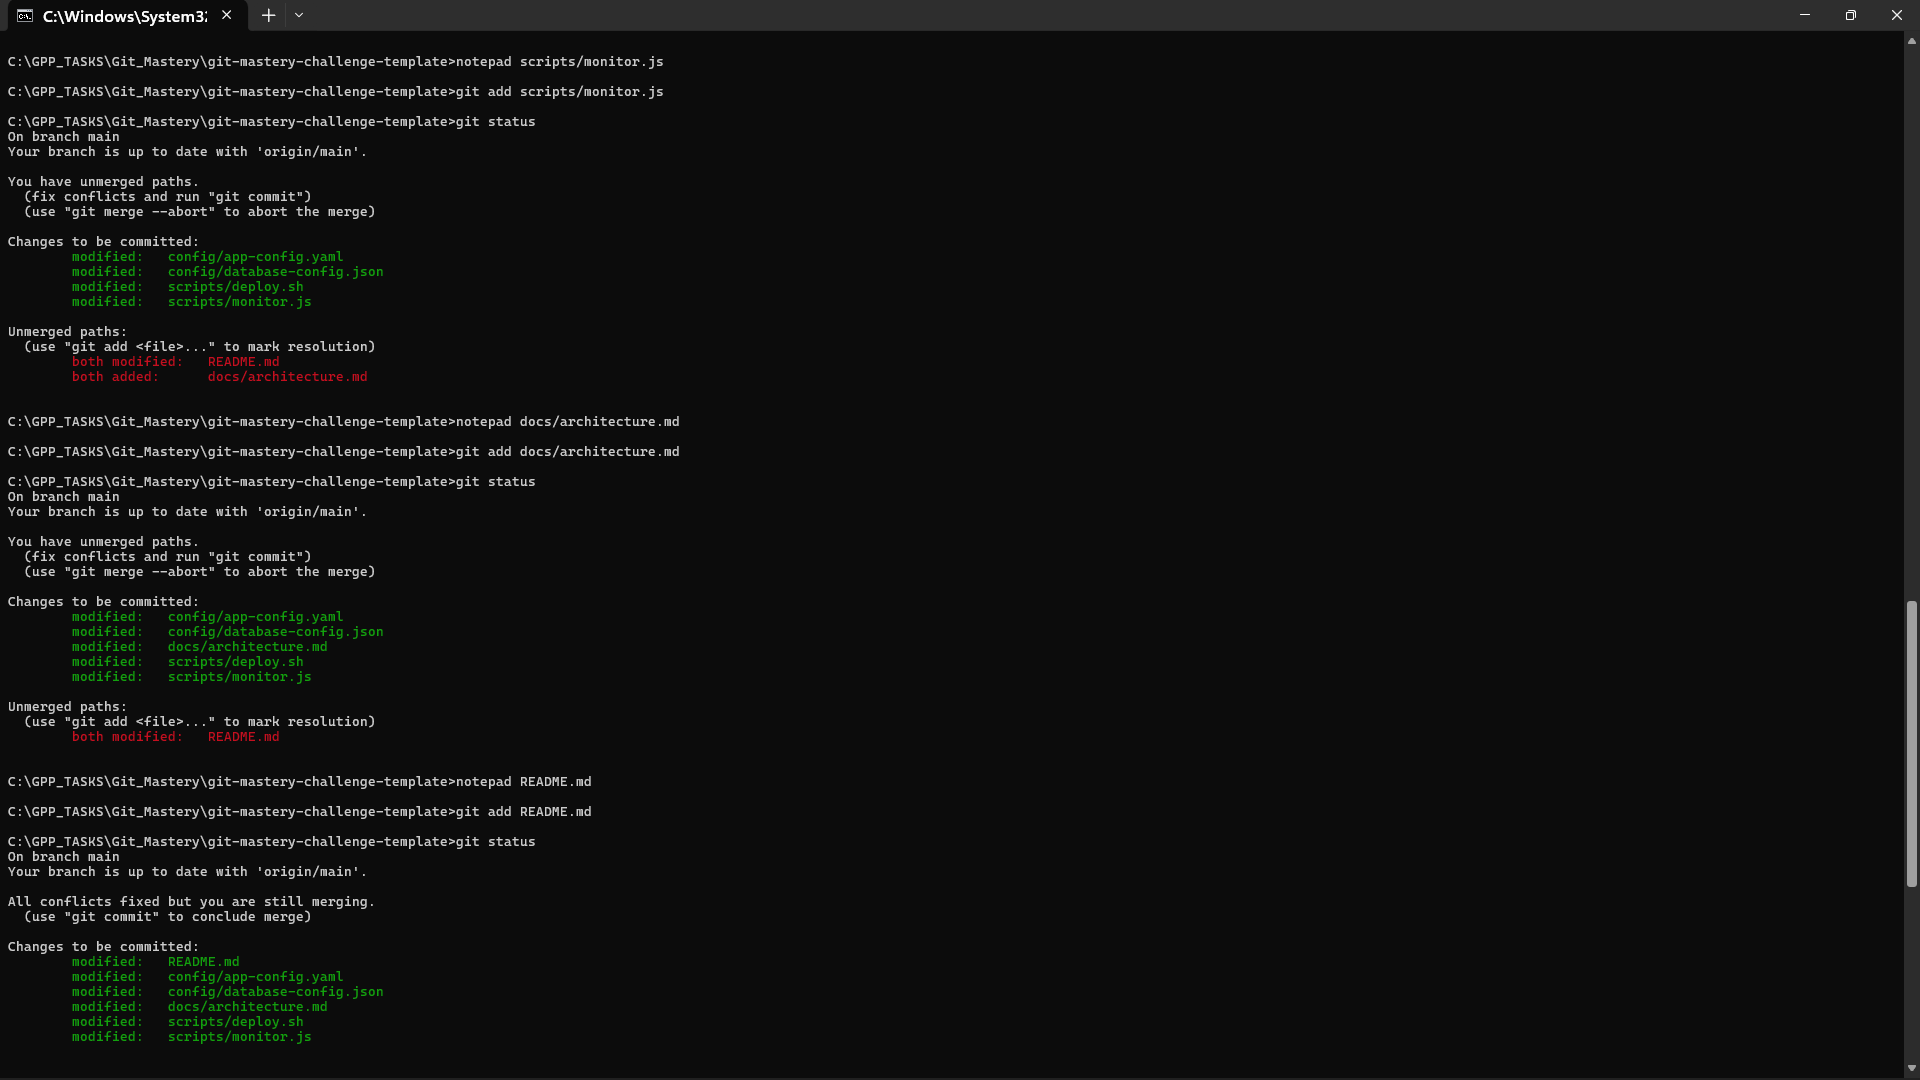 C:\Windows\System32
C:\GPP_TASKS\Git_Mastery\git-mastery-challenge-template>notepad scripts/monitor.js
C:\GPP_TASKS\Git_Mastery\git-mastery-challenge-template>git add scripts/monitor.js
C:\GPP_TASKS\Git_Mastery\git-mastery-challenge-template>git status
On branch main
Your branch is up to date with 'origin/main'.
You have unmerged paths.
  (fix conflicts and run "git commit")
  (use "git merge --abort" to abort the merge)
Changes to be committed:
        modified:   config/app-config.yaml
        modified:   config/database-config.json
        modified:   scripts/deploy.sh
        modified:   scripts/monitor.js
Unmerged paths:
  (use "git add <file>..." to mark resolution)
        both modified:   README.md
        both added:      docs/architecture.md
C:\GPP_TASKS\Git_Mastery\git-mastery-challenge-template>notepad docs/architecture.md
C:\GPP_TASKS\Git_Mastery\git-mastery-challenge-template>git add docs/architecture.md
C:\GPP_TASKS\Git_Mastery\git-mastery-challenge-template>git status
On branch main
Your branch is up to date with 'origin/main'.
You have unmerged paths.
  (fix conflicts and run "git commit")
  (use "git merge --abort" to abort the merge)
Changes to be committed:
        modified:   config/app-config.yaml
        modified:   config/database-config.json
        modified:   docs/architecture.md
        modified:   scripts/deploy.sh
        modified:   scripts/monitor.js
Unmerged paths:
  (use "git add <file>..." to mark resolution)
        both modified:   README.md
C:\GPP_TASKS\Git_Mastery\git-mastery-challenge-template>notepad README.md
C:\GPP_TASKS\Git_Mastery\git-mastery-challenge-template>git add README.md
C:\GPP_TASKS\Git_Mastery\git-mastery-challenge-template>git status
On branch main
Your branch is up to date with 'origin/main'.
All conflicts fixed but you are still merging.
  (use "git commit" to conclude merge)
Changes to be committed:
        modified:   README.md
        modified:   config/app-config.yaml
        modified:   config/database-config.json
        modified:   docs/architecture.md
        modified:   scripts/deploy.sh
        modified:   scripts/monitor.js